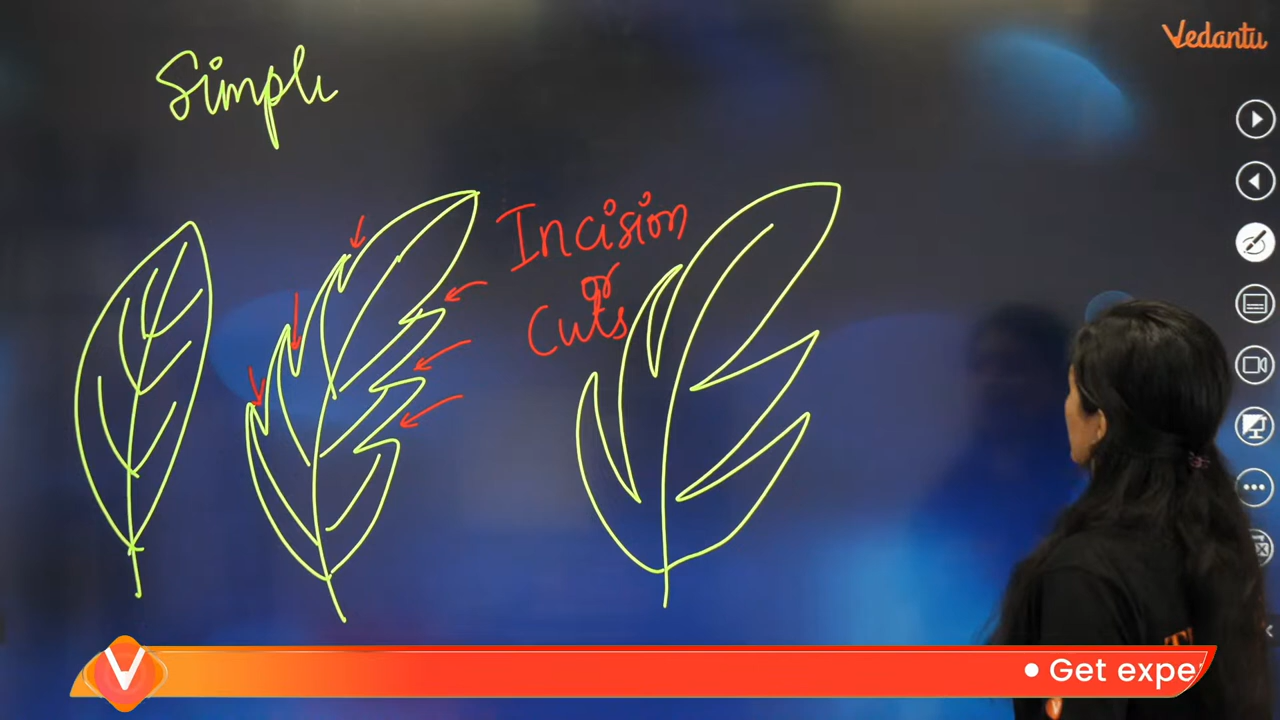 Vedantu
Simple
Incision
or
Cuts
V
Get expe